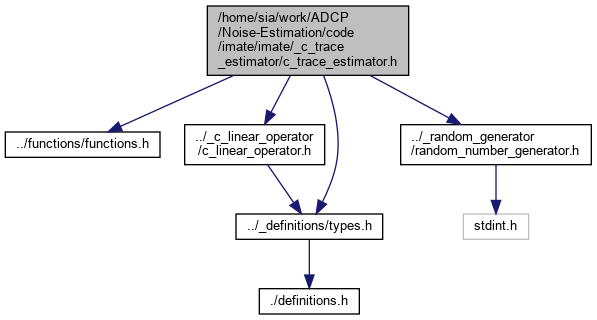 /home/sia/work/ADCP
/Noise-Estimation/code
/imate/imate/_c_trace
_estimator/c_trace_estimator.h
../functions/functions.h
../_c_linear_operator
/c_linear_operator.h
../_random_generator
/random_number_generator.h
../_definitions/types.h
stdint.h
./definitions.h